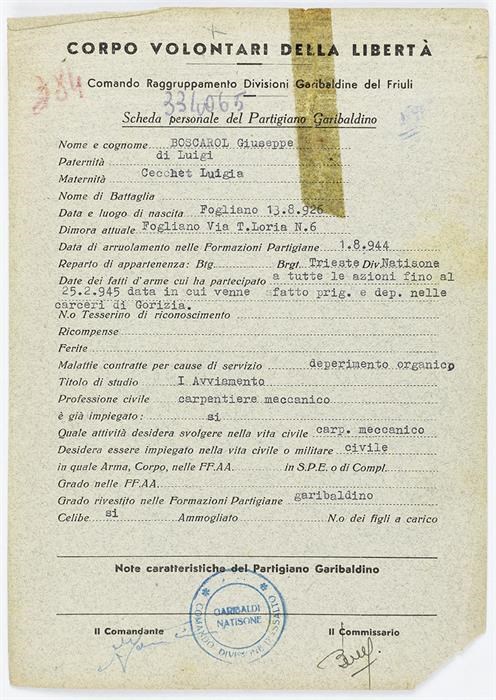 CORPO VOLONTARI DELLA LIBERTÀ
Comando Raggruppamento Divisioni Garibaldine del Friuli
334065
Scheda personale del Partigiano Garibaldino
Nome e cognome BOSCAROL Giuseppe
Paternità di Luigi
Maternità Cecchet Luigia
Nome di Battaglia
Data e luogo di nascita Fogliano 13.8.926
Dimora attuale Fogliano Via T.Loria N.6
Data di arruolamento nelle Formazioni Partigiane 1.8.944
Reparto di appartenenza: Btg. Brgt. Trieste Div. Natisone
Date dei fatti d'arme cui ha partecipato a tutte le azioni fino al
25.2.945 data in cui venne sfatto prig. e dep. nelle
carceri di Gorizia.
N.o Tesserino di riconoscimento
Ricompense
Ferite
Malattie contratte per cause di servizio deperimento organico
Titolo di studio I Avviamento
Professione civile carpentiere meccanico
è già impiegato: si
Quale attività desidera svolgere nella vita civile carp. meccanico
Desidera essere impiegato nella vita civile o militare civile
in quale Arma, Corpo, nelle FF.AA. in S.P.E. o di Compl.
Grado nelle FF.AA.
Grado rivestito nelle Formazioni Partigiane garibaldino
Celibe si Ammogliato N.o dei figli a carico
Note caratteristiche del Partigiano Garibaldino
COMANDO DIVISIONE D'ASSALTO
GARIBALDI
NATISONE
Il Comandante Il Commissario